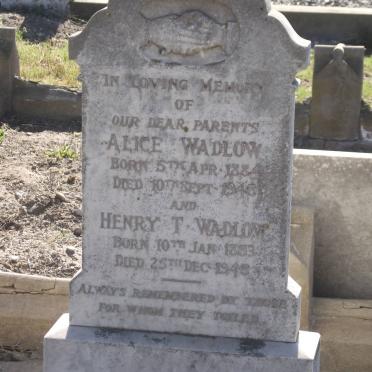 IN LOVING MEMORY
OF
OUR DEAR PARENTS
ALICE WADLOW
BORN 5TH APR. 1884
DIED 10TH SEPT. 1946
AND
HENRY T. WADLOW
BORN 10TH JAN. 1883
DIED 25TH DEC. 1948
ALWAYS REMEMBERED BY THOSE
FOR WHOM THEY TOILED